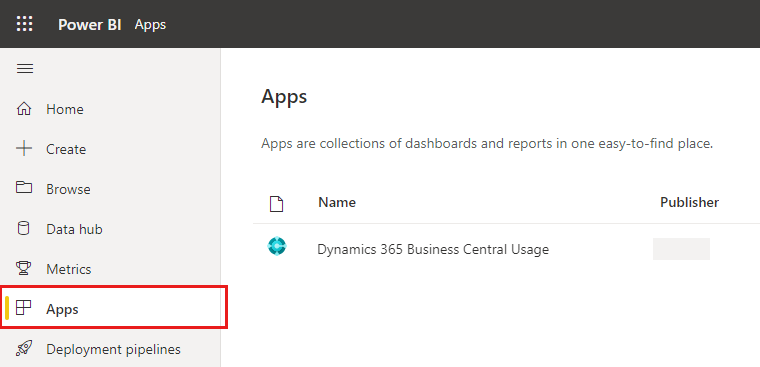 Power BI Apps
Home
Create
Browse
Data hub
Metrics
Apps
Deployment pipelines
Apps
Apps are collections of dashboards and reports in one easy-to-find place.
Name Publisher
Dynamics 365 Business Central Usage